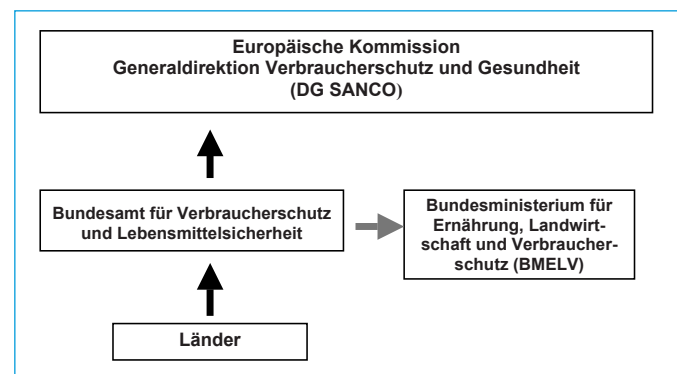 Europäische Kommission
Generaldirektion Verbraucherschutz und Gesundheit
(DG SANCO)
Bundesamt für Verbraucherschutz
und Lebensmittelsicherheit
Bundesministerium für
Ernährung, Landwirt-
schaft und Verbraucher-
schutz (BMELV)
Länder